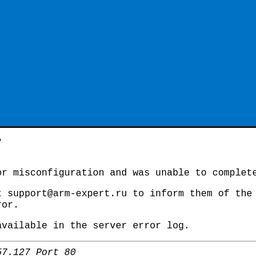 or misconfiguration and was unable to complete
support@arm-expert.ru to inform them of the
ror.
available in the server error log.
57.127 Port 80